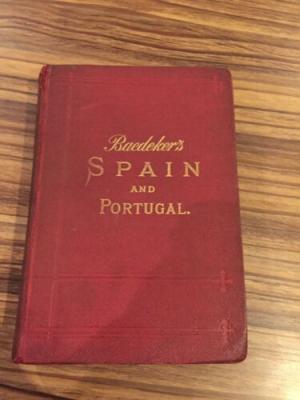 Baedeker's
SPAIN
AND
PORTUGAL.